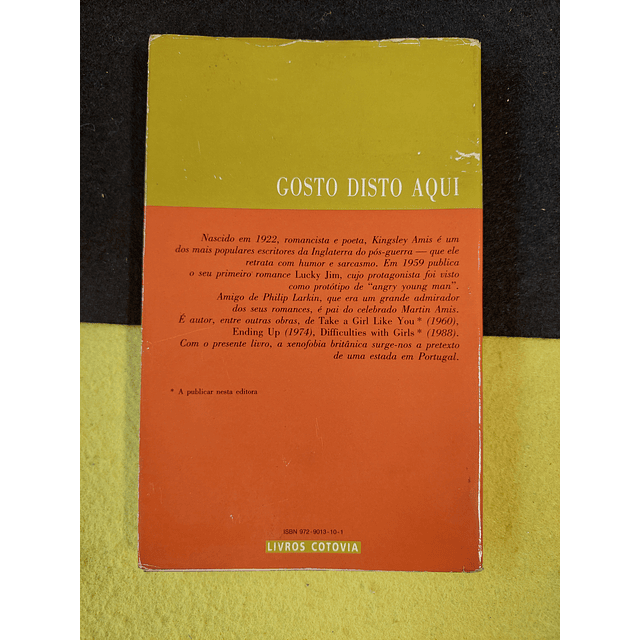 GOSTO DISTO AQUI
Nascido em 1922, romancista e poeta, Kingsley Amis é um
dos mais populares escritores da Inglaterra do pós-guerra — que ele
retrata com humor e sarcasmo. Em 1959 publica
o seu primeiro romance Lucky Jim, cujo protagonista foi visto
como protótipo de "angry young man".
Amigo de Philip Larkin, que era um grande admirador
dos seus romances, é pai do celebrado Martin Amis.
É autor, entre outras obras, de Take a Girl Like You * (1960),
Ending Up (1974), Difficulties with Girls * (1988).
Com o presente livro, a xenofobia britânica surge-nos a pretexto
de uma estada em Portugal.
* A publicar nesta editora
ISBN 972-9013-10-1
LIVROS COTOVIA